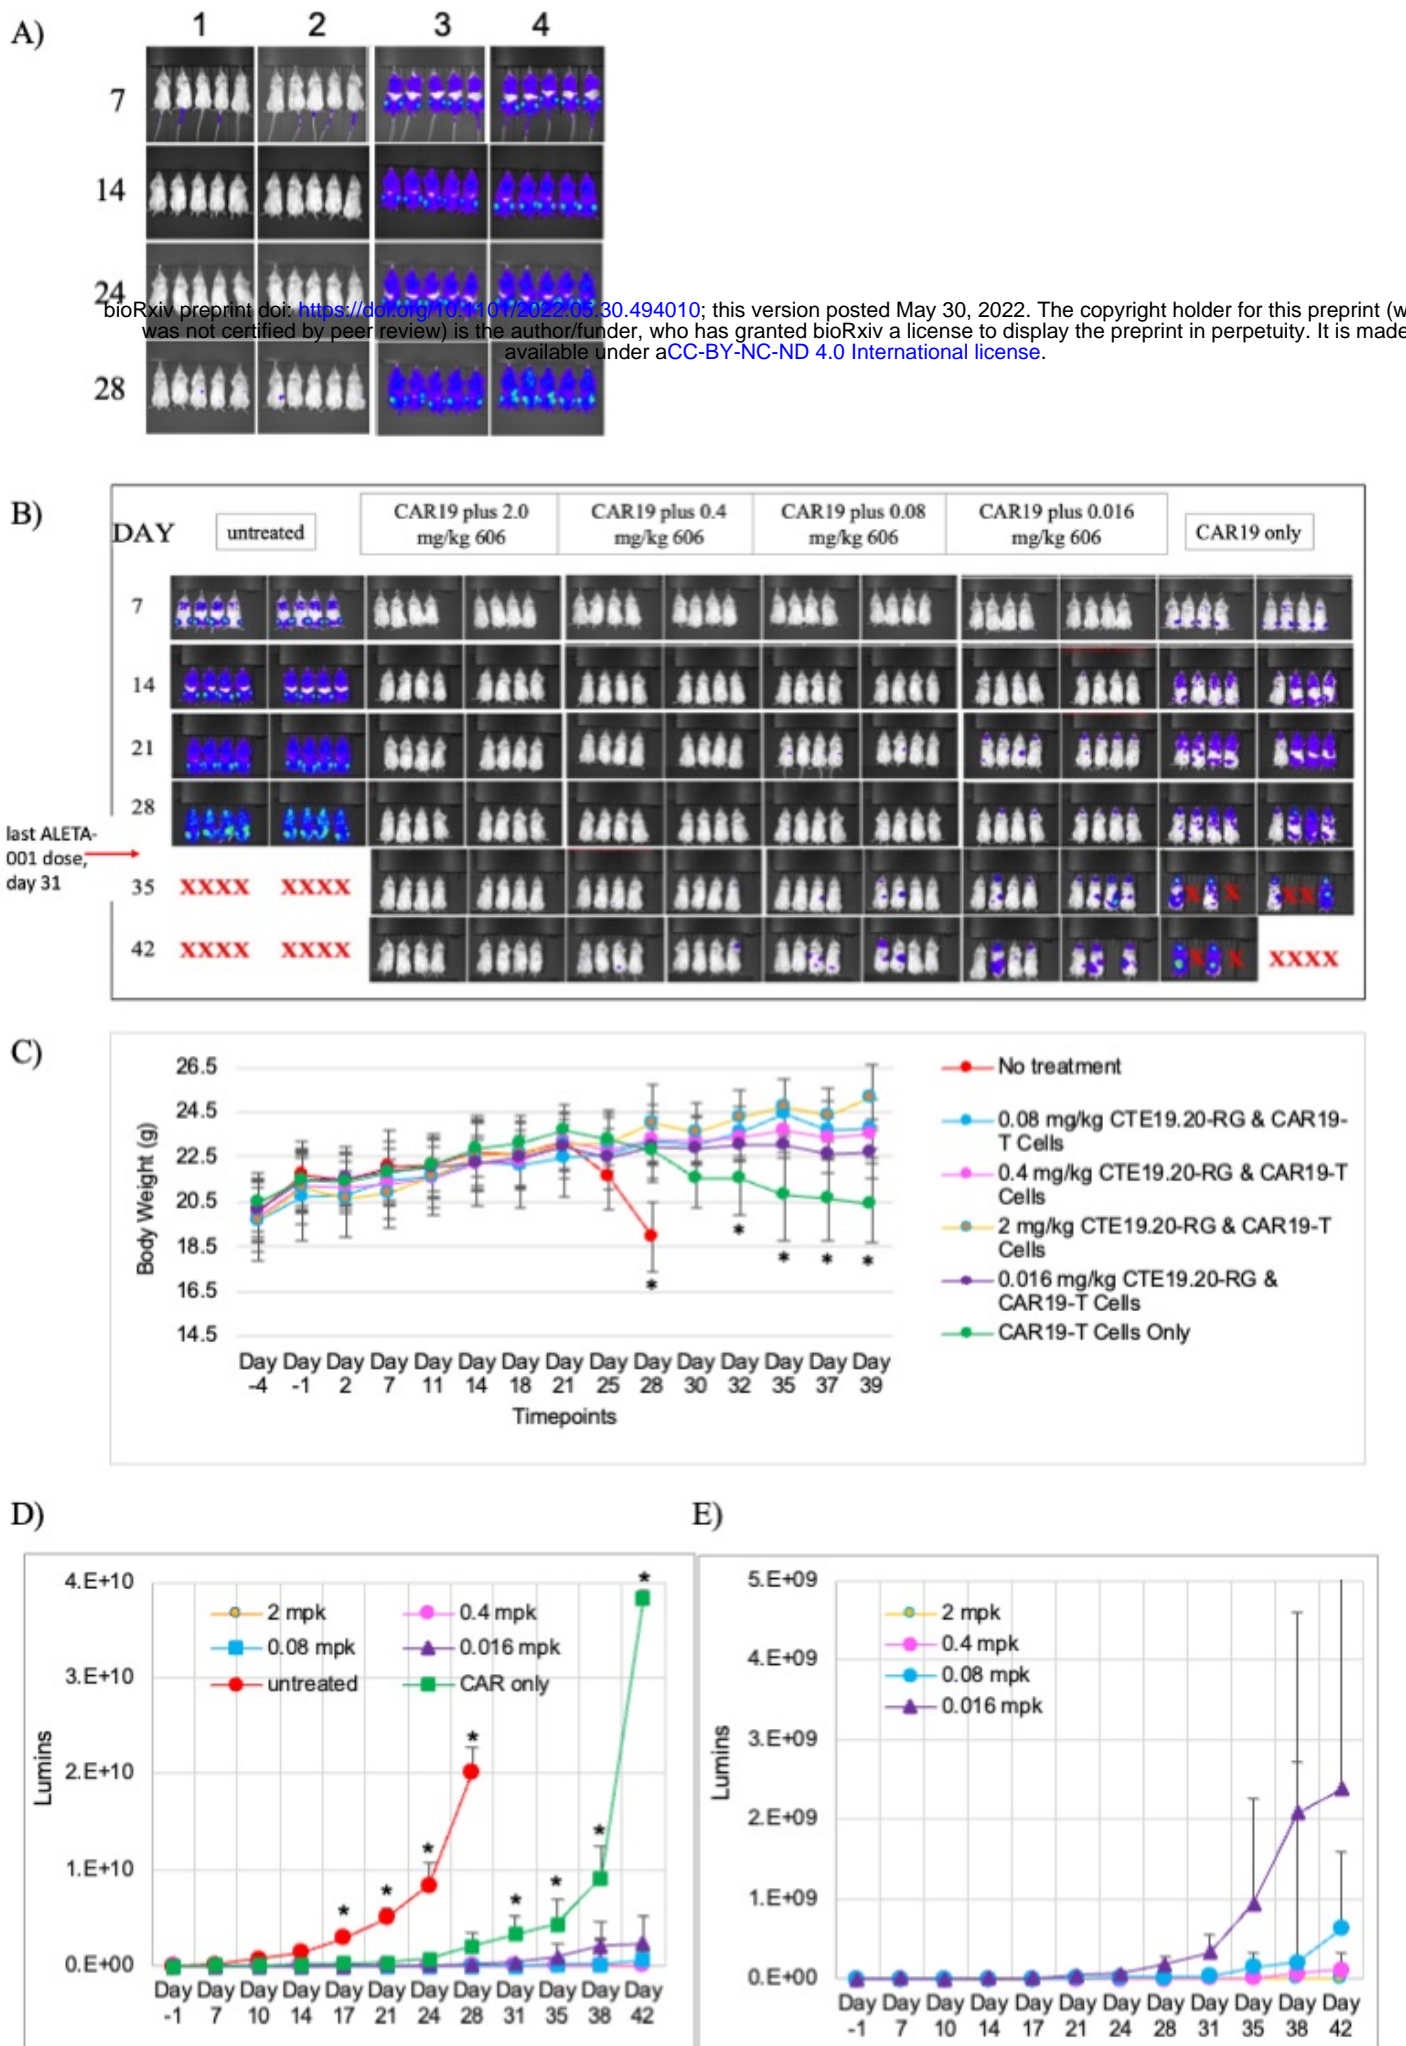 A)
1 2 3 4
7
14
24
bioRxiv preprint doi: https://doi.org/10.1101/2022.05.30.494010; this version posted May 30, 2022. The copyright holder for this preprint (w
was not certified by peer review) is the author/funder, who has granted bioRxiv a license to display the preprint in perpetuity. It is made
available under aCC-BY-NC-ND 4.0 International license.
28
B)
DAY
untreated
CAR19 plus 2.0
mg/kg 606
CAR19 plus 0.4
mg/kg 606
CAR19 plus 0.08
mg/kg 606
CAR19 plus 0.016
mg/kg 606
CAR19 only
7
14
21
28
last ALETA-
001 dose,
day 31
35 XXXX XXXX X X XX
42 XXXX XXXX X X XXXX
C)
Body Weight (g)
26.5
24.5
22.5
20.5
18.5
16.5
14.5
* * * * *
Day Day Day Day Day Day Day Day Day Day Day Day Day Day Day
-4 -1 2 7 11 14 18 21 25 28 30 32 35 37 39
Timepoints
No treatment
0.08 mg/kg CTE19.20-RG & CAR19-
T Cells
0.4 mg/kg CTE19.20-RG & CAR19-T
Cells
2 mg/kg CTE19.20-RG & CAR19-T
Cells
0.016 mg/kg CTE19.20-RG &
CAR19-T Cells
CAR19-T Cells Only
D)
Lumins
4.E+10
3.E+10
2.E+10
1.E+10
0.E+00
2 mpk 0.4 mpk
0.08 mpk 0.016 mpk
untreated CAR only
* * * * * * * *
Day Day Day Day Day Day Day Day Day Day Day Day
-1 7 10 14 17 21 24 28 31 35 38 42
E)
Lumins
5.E+09
4.E+09
3.E+09
2.E+09
1.E+09
0.E+00
2 mpk
0.4 mpk
0.08 mpk
0.016 mpk
Day Day Day Day Day Day Day Day Day Day Day Day
-1 7 10 14 17 21 24 28 31 35 38 42